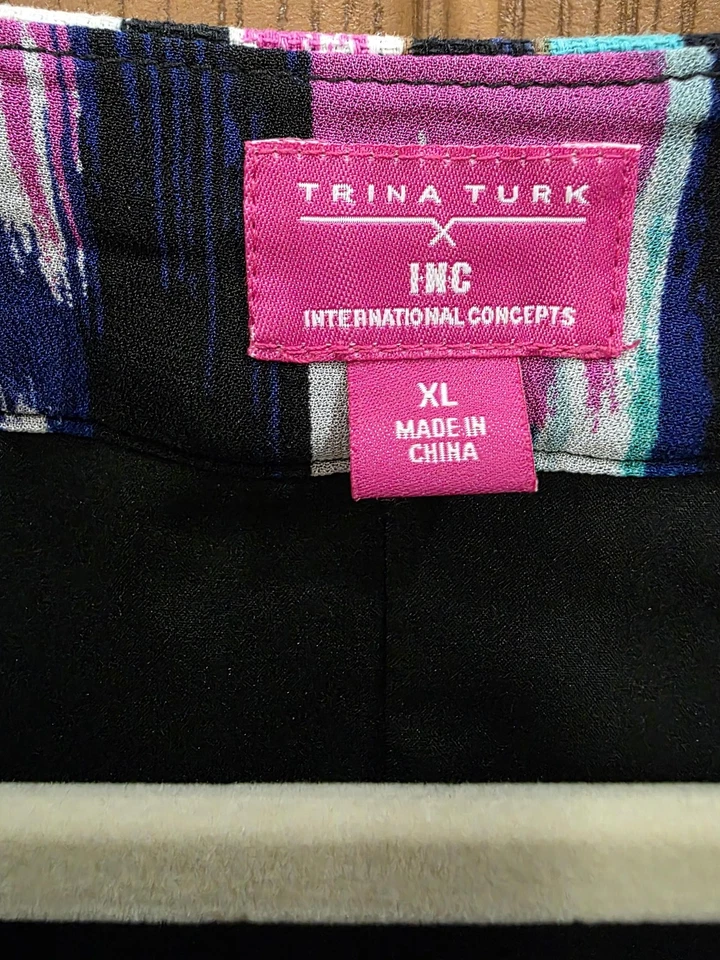 TRINA TURK
X
INC
INTERNATIONAL CONCEPTS
XL
MADE IN
CHINA